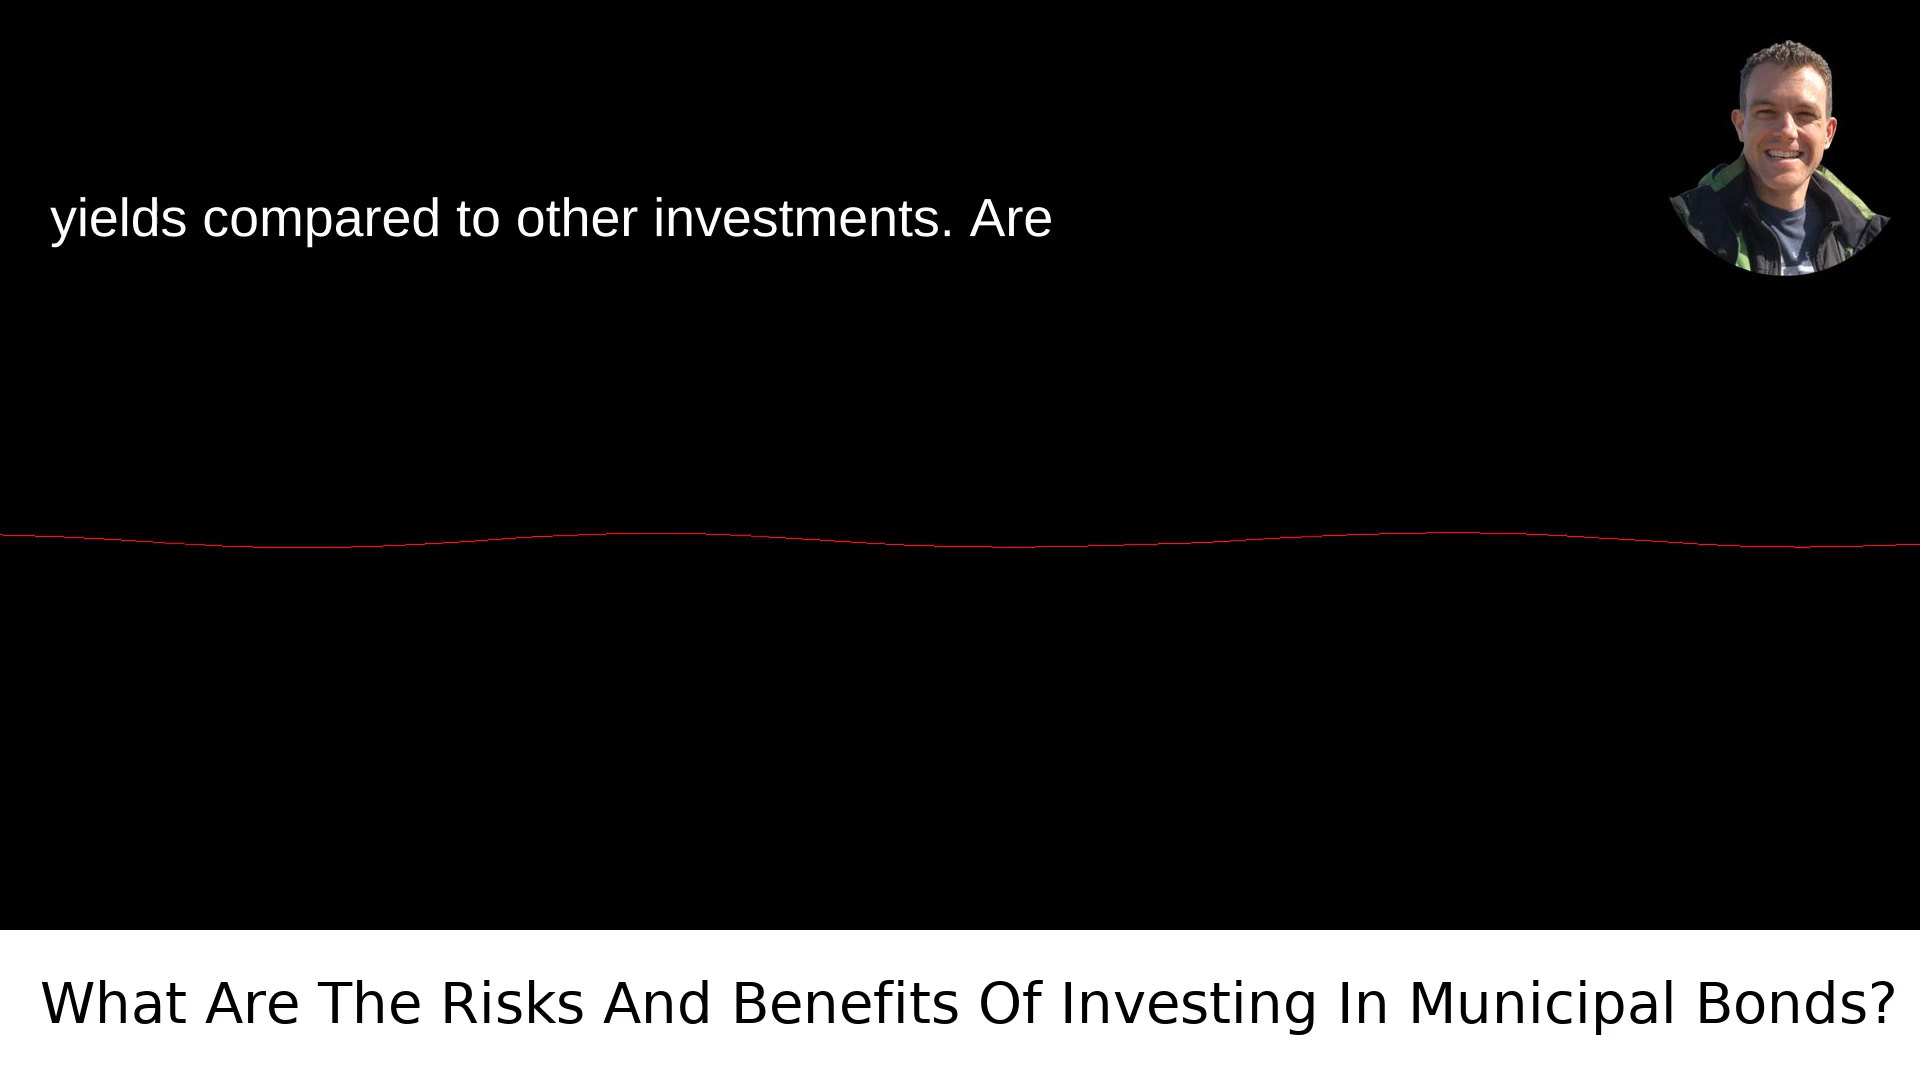 yields compared to other investments. Are
What Are The Risks And Benefits Of Investing In Municipal Bonds?